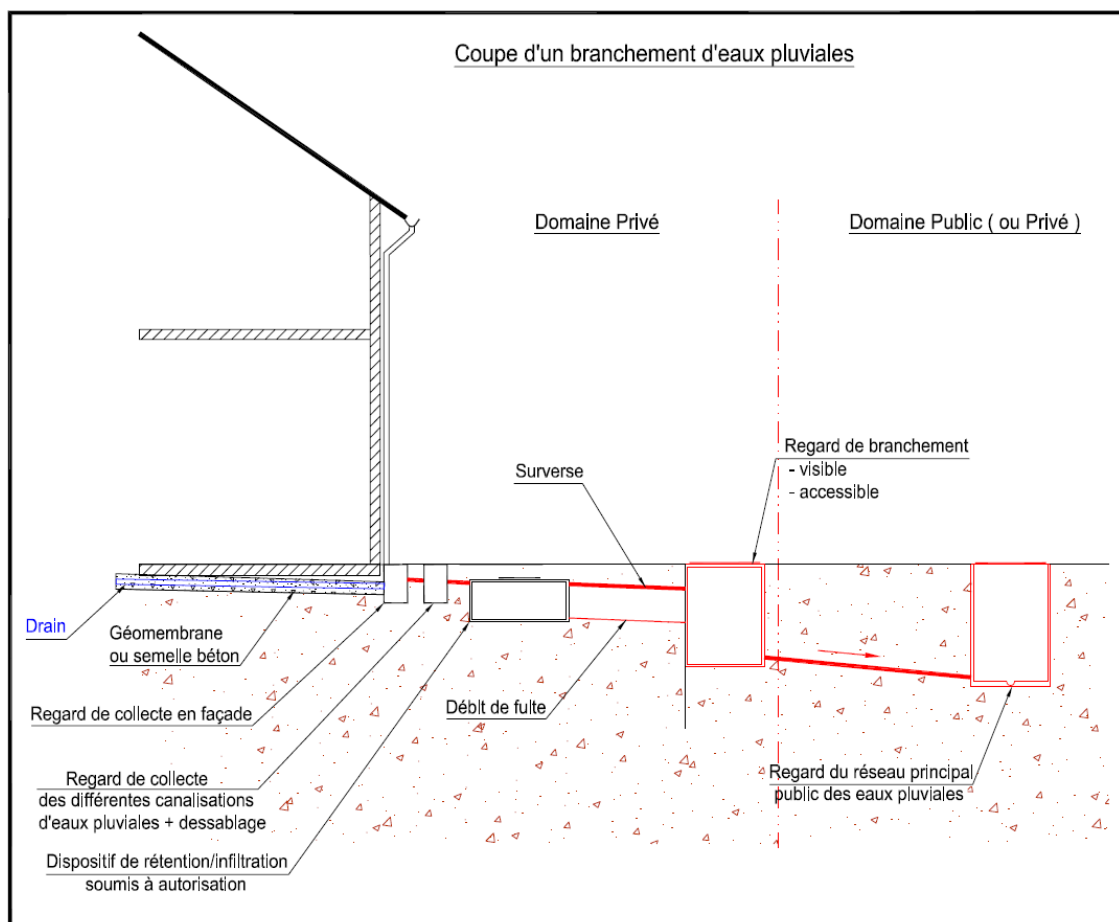 Coupe d'un branchement d'eaux pluviales
Domaine Privé
Domaine Public ( ou Privé )
Regard de branchement
- visible
- accessible
Surverse
Drain
Géomembrane
ou semelle béton
Regard de collecte en façade
Débit de fuite
Regard de collecte
des différentes canalisations
d'eaux pluviales + dessablage
Regard du réseau principal
public des eaux pluviales
Dispositif de rétention/infiltration
soumis à autorisation